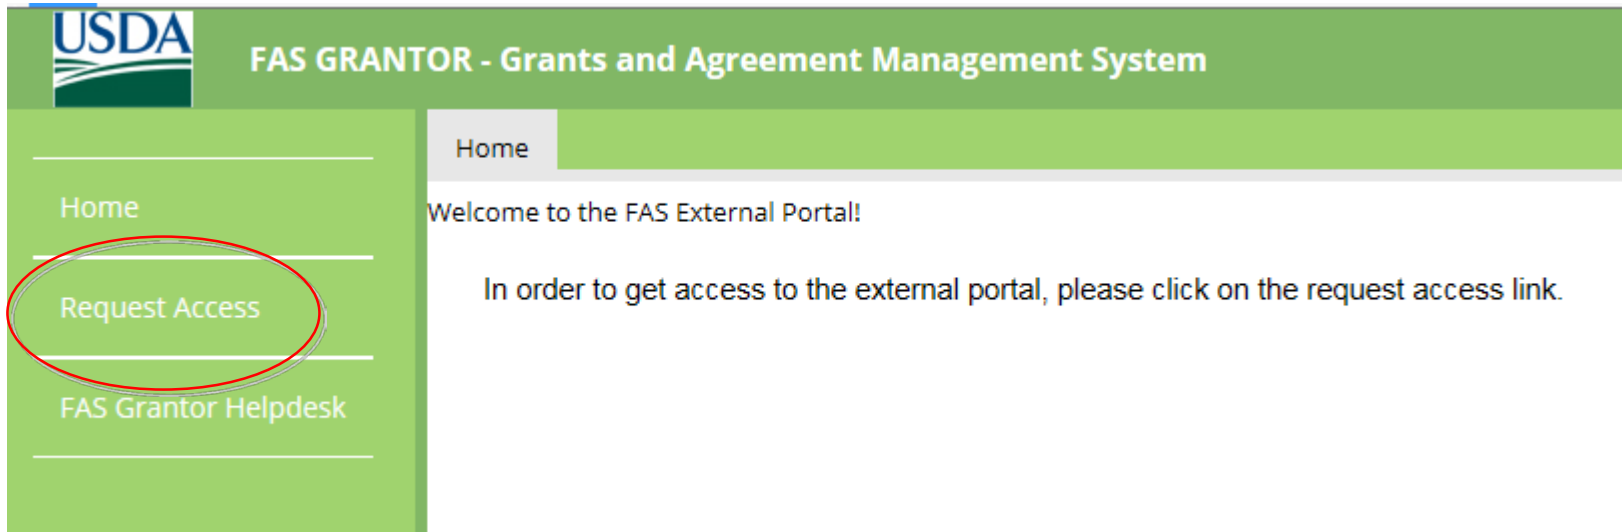 USDA
FAS GRANTOR - Grants and Agreement Management System
Home
Request Access
FAS Grantor Helpdesk
Home
Welcome to the FAS External Portal!
In order to get access to the external portal, please click on the request access link.